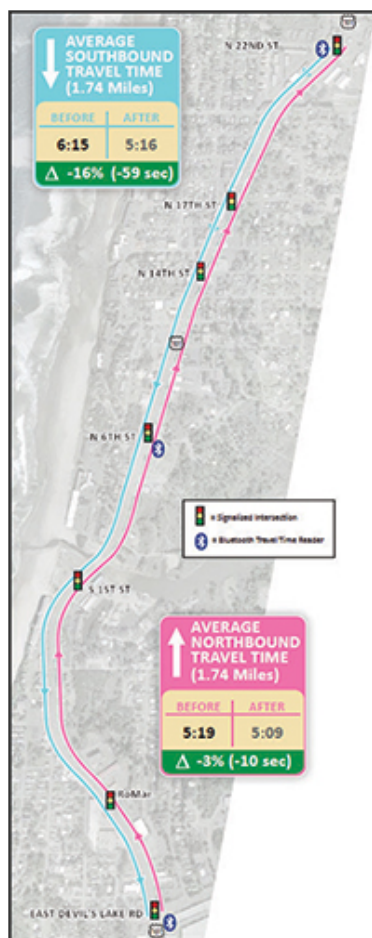 N 22ND ST
AVERAGE
SOUTHBOUND
TRAVEL TIME
(1.74 Miles)
BEFORE
AFTER
6:15
5:16
Δ -16% (-59 sec)
N 17TH ST
N 14TH ST
N 6TH ST
= Signalized Intersection
= Bluetooth Travel Time Reader
S 1ST ST
AVERAGE
NORTHBOUND
TRAVEL TIME
(1.74 Miles)
BEFORE
AFTER
5:19
5:09
Δ -3% (-10 sec)
RoMar
EAST DEVIL'S LAKE RD